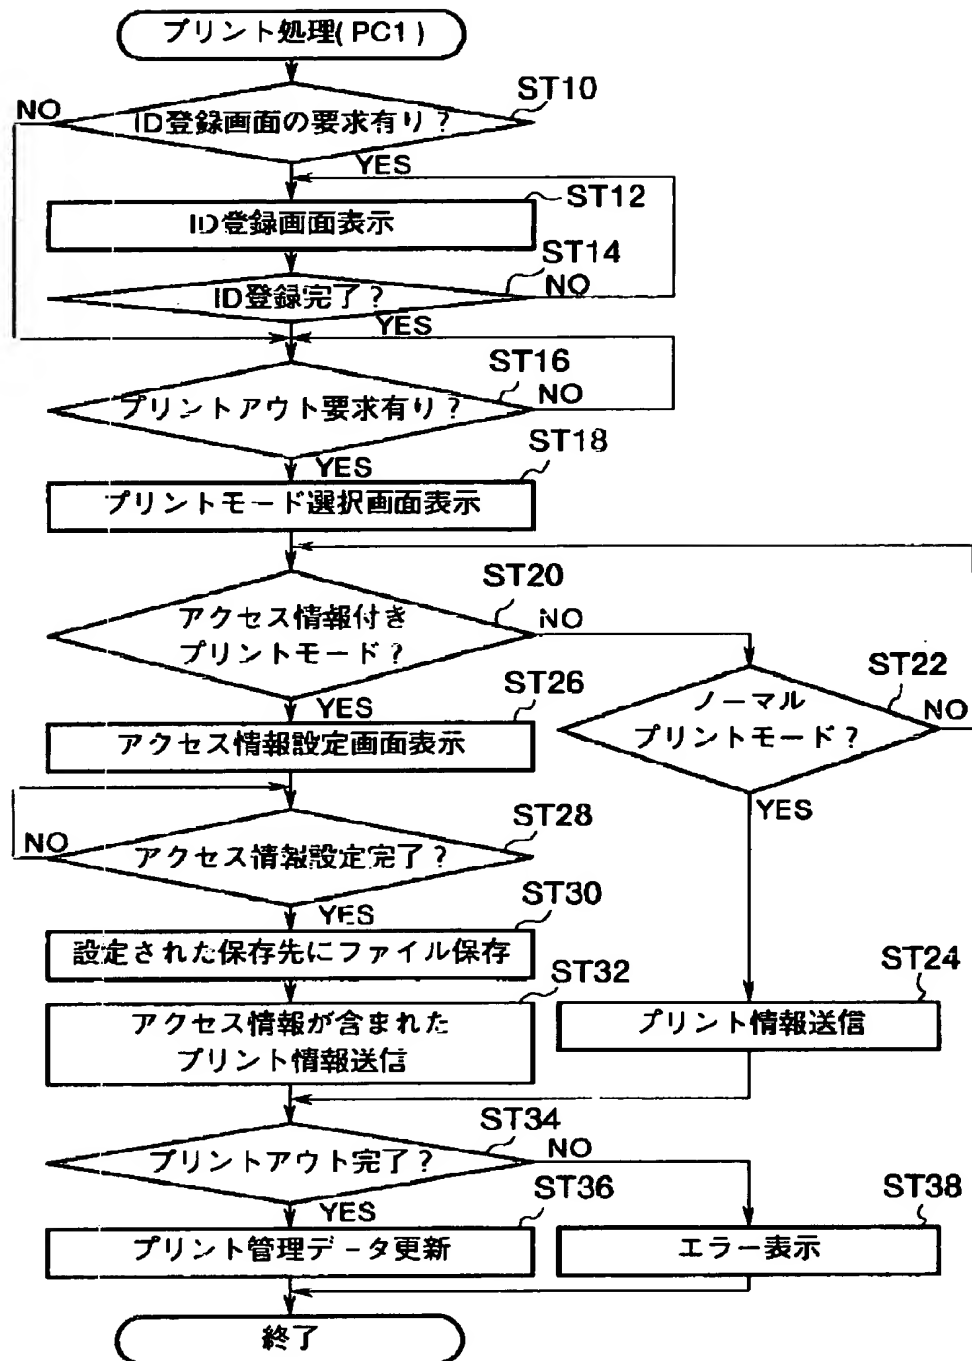 プリント処理(PC1)
ST10
NO
ID登録画面の要求有り？
YES
ST12
ID登録画面表示
ST14
ID登録完了？
NO
YES
ST16
プリントアウト要求有り？
NO
YES
ST18
プリントモード選択画面表示
ST20
アクセス情報付き
プリントモード？
NO
ST22
ノーマル
プリントモード？
NO
YES
ST26
YES
アクセス情報設定画面表示
ST28
NO
アクセス情報設定完了？
YES
ST30
設定された保存先にファイル保存
ST32
アクセス情報が含まれた
プリント情報送信
ST24
プリント情報送信
ST34
プリントアウト完了？
NO
YES
ST36
プリント管理データ更新
ST38
エラー表示
終了